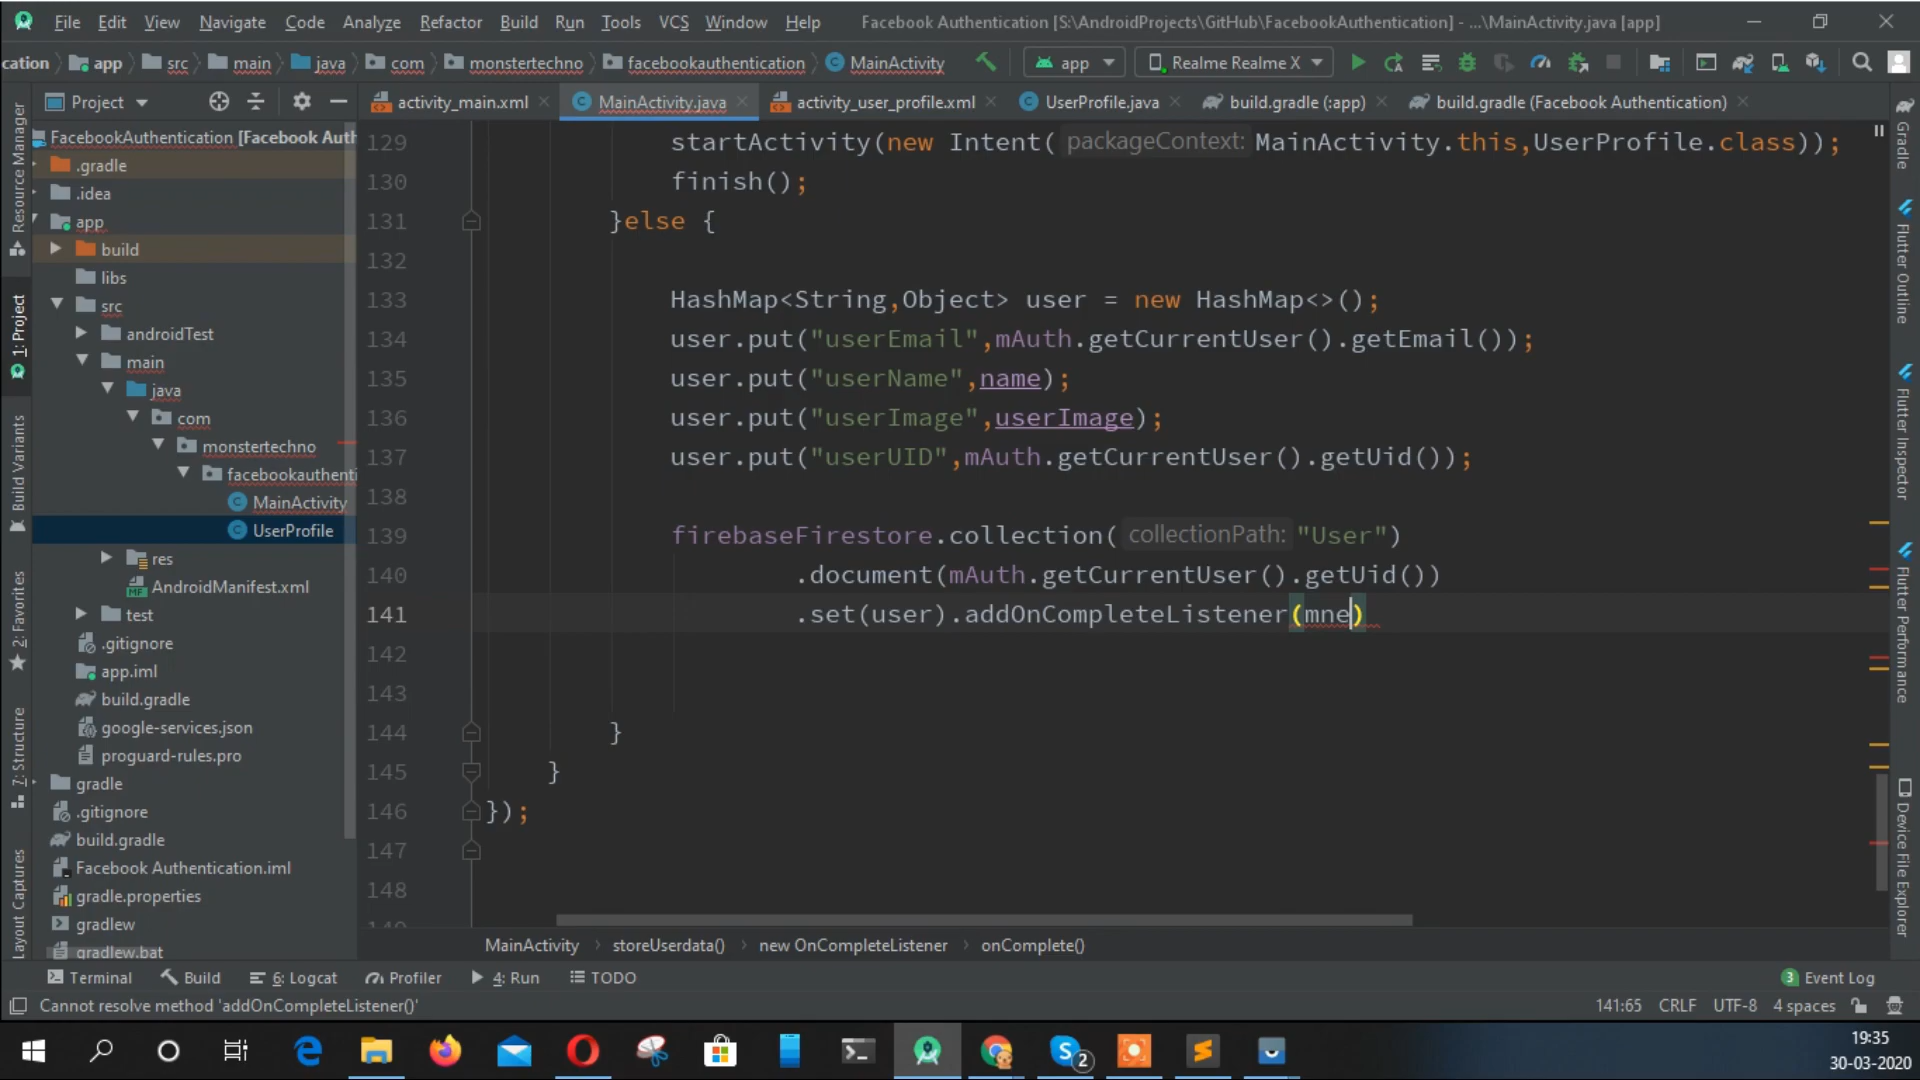 File Edit View Navigate Code Analyze Refactor Build Run Tools VCS Window Help Facebook Authentication [S:\AndroidProjects\GitHub\FacebookAuthentication] - ...\MainActivity.java [app]
cation app src main java com monstertechno facebookauthentication MainActivity app Realme Realme X
Project activity_main.xml MainActivity.java activity_user_profile.xml UserProfile.java build.gradle (:app) build.gradle (Facebook Authentication)
Resource Manager
1: Project
Build Variants
2: Favorites
7: Structure
Layout Captures
FacebookAuthentication [Facebook Auth
.gradle
.idea
app
build
libs
src
androidTest
main
java
com
monstertechno
facebookauthenti
MainActivity
UserProfile
res
AndroidManifest.xml
test
.gitignore
app.iml
build.gradle
google-services.json
proguard-rules.pro
gradle
.gitignore
build.gradle
Facebook Authentication.iml
gradle.properties
gradlew
gradlew.bat
129 startActivity(new Intent( packageContext: MainActivity.this,UserProfile.class));
130 finish();
131 }else {
132
133 HashMap<String,Object> user = new HashMap<>();
134 user.put("userEmail",mAuth.getCurrentUser().getEmail());
135 user.put("userName",name);
136 user.put("userImage",userImage);
137 user.put("userUID",mAuth.getCurrentUser().getUid());
138
139 firebaseFirestore.collection( collectionPath: "User")
140 .document(mAuth.getCurrentUser().getUid())
141 .set(user).addOnCompleteListener(mne)
142
143
144 }
145 }
146 });
147
148
Gradle
Flutter Outline
Flutter Inspector
Flutter Performance
Device File Explorer
MainActivity storeUserdata() new OnCompleteListener onComplete()
Terminal Build 6: Logcat Profiler 4: Run TODO 3 Event Log
Cannot resolve method 'addOnCompleteListener()' 141:65 CRLF UTF-8 4 spaces
2
19:35
30-03-2020